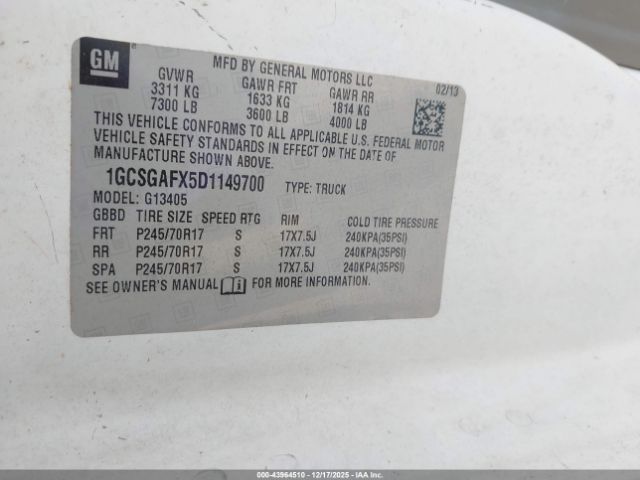 GM
MFD BY GENERAL MOTORS LLC
02/13
GVWR GAWR FRT GAWR RR
3311 KG 1633 KG 1814 KG
7300 LB 3600 LB 4000 LB
THIS VEHICLE CONFORMS TO ALL APPLICABLE U.S. FEDERAL MOTOR
VEHICLE SAFETY STANDARDS IN EFFECT ON THE DATE OF
MANUFACTURE SHOWN ABOVE.
1GCSGAFX5D1149700 TYPE: TRUCK
MODEL: G13405
GBBD TIRE SIZE SPEED RTG RIM COLD TIRE PRESSURE
FRT P245/70R17 S 17X7.5J 240KPA(35PSI)
RR P245/70R17 S 17X7.5J 240KPA(35PSI)
SPA P245/70R17 S 17X7.5J 240KPA(35PSI)
SEE OWNER'S MANUAL i FOR MORE INFORMATION.
000-43964510 - 12/17/2025 - IAAI.COM